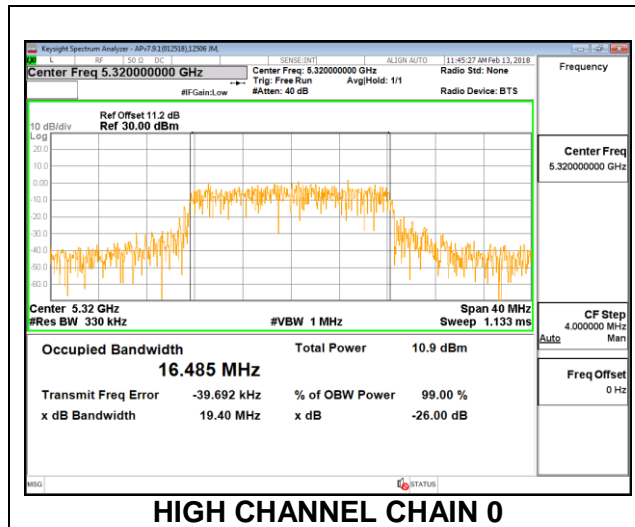 Keysight Spectrum Analyzer - APv7.9.1(012518),12506 JM,
L RF 50 Ω DC SENSE:INT ALIGN AUTO 11:45:27 AM Feb 13, 2018
Center Freq 5.320000000 GHz
Center Freq: 5.320000000 GHz Radio Std: None
Trig: Free Run Avg|Hold: 1/1
#IFGain:Low #Atten: 40 dB Radio Device: BTS
Ref Offset 11.2 dB
10 dB/div Ref 30.00 dBm
Log
20.0
10.0
0.00
-10.0
-20.0
-30.0
-40.0
-50.0
-60.0
Center 5.32 GHz Span 40 MHz
#Res BW 330 kHz #VBW 1 MHz Sweep 1.133 ms
Occupied Bandwidth Total Power 10.9 dBm
16.485 MHz
Transmit Freq Error -39.692 kHz % of OBW Power 99.00 %
x dB Bandwidth 19.40 MHz x dB -26.00 dB
MSG STATUS
Frequency
Center Freq
5.320000000 GHz
CF Step
4.000000 MHz
Auto Man
Freq Offset
0 Hz
HIGH CHANNEL CHAIN 0